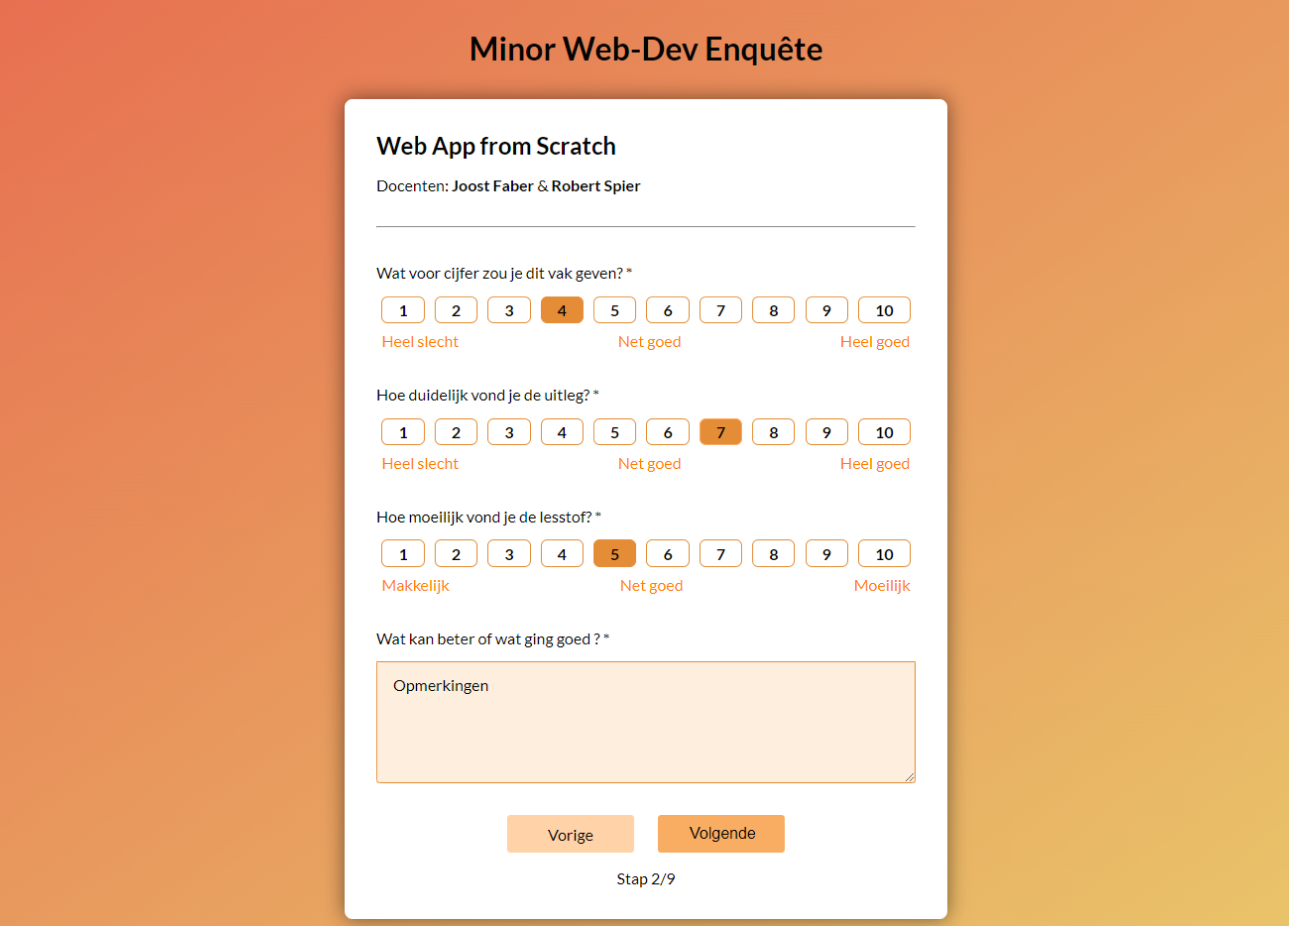 Minor Web-Dev Enquête
Web App from Scratch
Docenten: Joost Faber & Robert Spier
Wat voor cijfer zou je dit vak geven? *
1 2 3 4 5 6 7 8 9 10
Heel slecht Net goed Heel goed
Hoe duidelijk vond je de uitleg? *
1 2 3 4 5 6 7 8 9 10
Heel slecht Net goed Heel goed
Hoe moeilijk vond je de lesstof? *
1 2 3 4 5 6 7 8 9 10
Makkelijk Net goed Moeilijk
Wat kan beter of wat ging goed ? *
Opmerkingen
Vorige Volgende
Stap 2/9